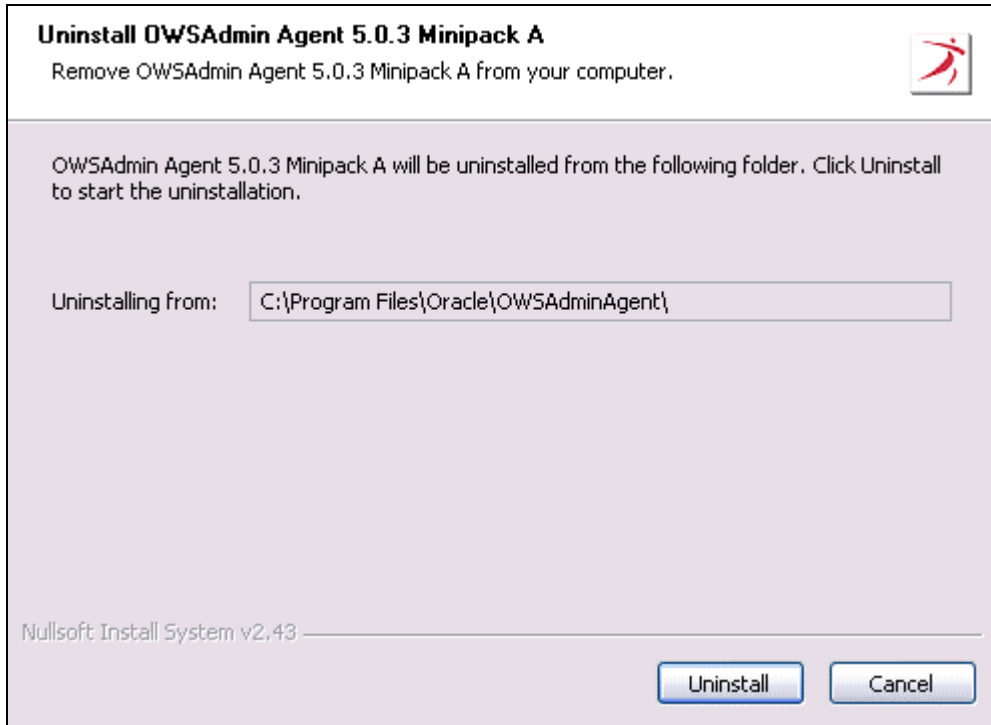 Uninstall OWSAdmin Agent 5.0.3 Minipack A
Remove OWSAdmin Agent 5.0.3 Minipack A from your computer.
OWSAdmin Agent 5.0.3 Minipack A will be uninstalled from the following folder. Click Uninstall
to start the uninstallation.
Uninstalling from: C:\Program Files\Oracle\OWSAdminAgent\
Nullsoft Install System v2.43
Uninstall Cancel